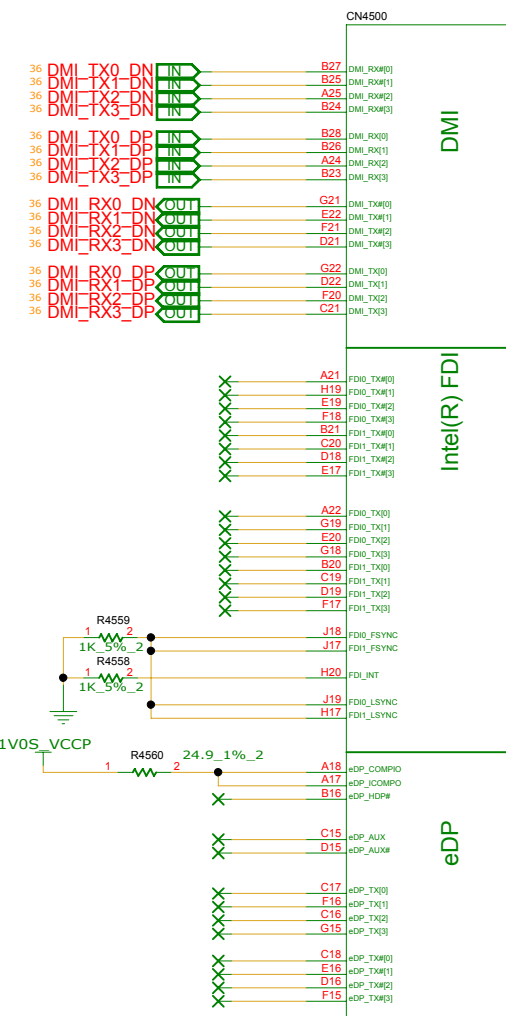 CN4500
36 DMI_TX0_DN IN B27 DMI_RX#[0]
36 DMI_TX1_DN IN B25 DMI_RX#[1]
36 DMI_TX2_DN IN A25 DMI_RX#[2]
36 DMI_TX3_DN IN B24 DMI_RX#[3]
DMI
36 DMI_TX0_DP IN B28 DMI_RX[0]
36 DMI_TX1_DP IN B26 DMI_RX[1]
36 DMI_TX2_DP IN A24 DMI_RX[2]
36 DMI_TX3_DP IN B23 DMI_RX[3]
36 DMI_RX0_DN OUT G21 DMI_TX#[0]
36 DMI_RX1_DN OUT E22 DMI_TX#[1]
36 DMI_RX2_DN OUT F21 DMI_TX#[2]
36 DMI_RX3_DN OUT D21 DMI_TX#[3]
36 DMI_RX0_DP OUT G22 DMI_TX[0]
36 DMI_RX1_DP OUT D22 DMI_TX[1]
36 DMI_RX2_DP OUT F20 DMI_TX[2]
36 DMI_RX3_DP OUT C21 DMI_TX[3]
Intel(R) FDI
A21 FDI0_TX#[0]
H19 FDI0_TX#[1]
E19 FDI0_TX#[2]
F18 FDI0_TX#[3]
B21 FDI1_TX#[0]
C20 FDI1_TX#[1]
D18 FDI1_TX#[2]
E17 FDI1_TX#[3]
A22 FDI0_TX[0]
G19 FDI0_TX[1]
E20 FDI0_TX[2]
G18 FDI0_TX[3]
B20 FDI1_TX[0]
C19 FDI1_TX[1]
D19 FDI1_TX[2]
F17 FDI1_TX[3]
R4559
1 2 J18 FDI0_FSYNC
1K_5%_2 J17 FDI1_FSYNC
R4558
1 2 H20 FDI_INT
1K_5%_2
J19 FDI0_LSYNC
H17 FDI1_LSYNC
1V0S_VCCP
R4560 24.9_1%_2
1 2 A18 eDP_COMPIO
A17 eDP_ICOMPO
B16 eDP_HDP#
eDP
C15 eDP_AUX
D15 eDP_AUX#
C17 eDP_TX[0]
F16 eDP_TX[1]
C16 eDP_TX[2]
G15 eDP_TX[3]
C18 eDP_TX#[0]
E16 eDP_TX#[1]
D16 eDP_TX#[2]
F15 eDP_TX#[3]